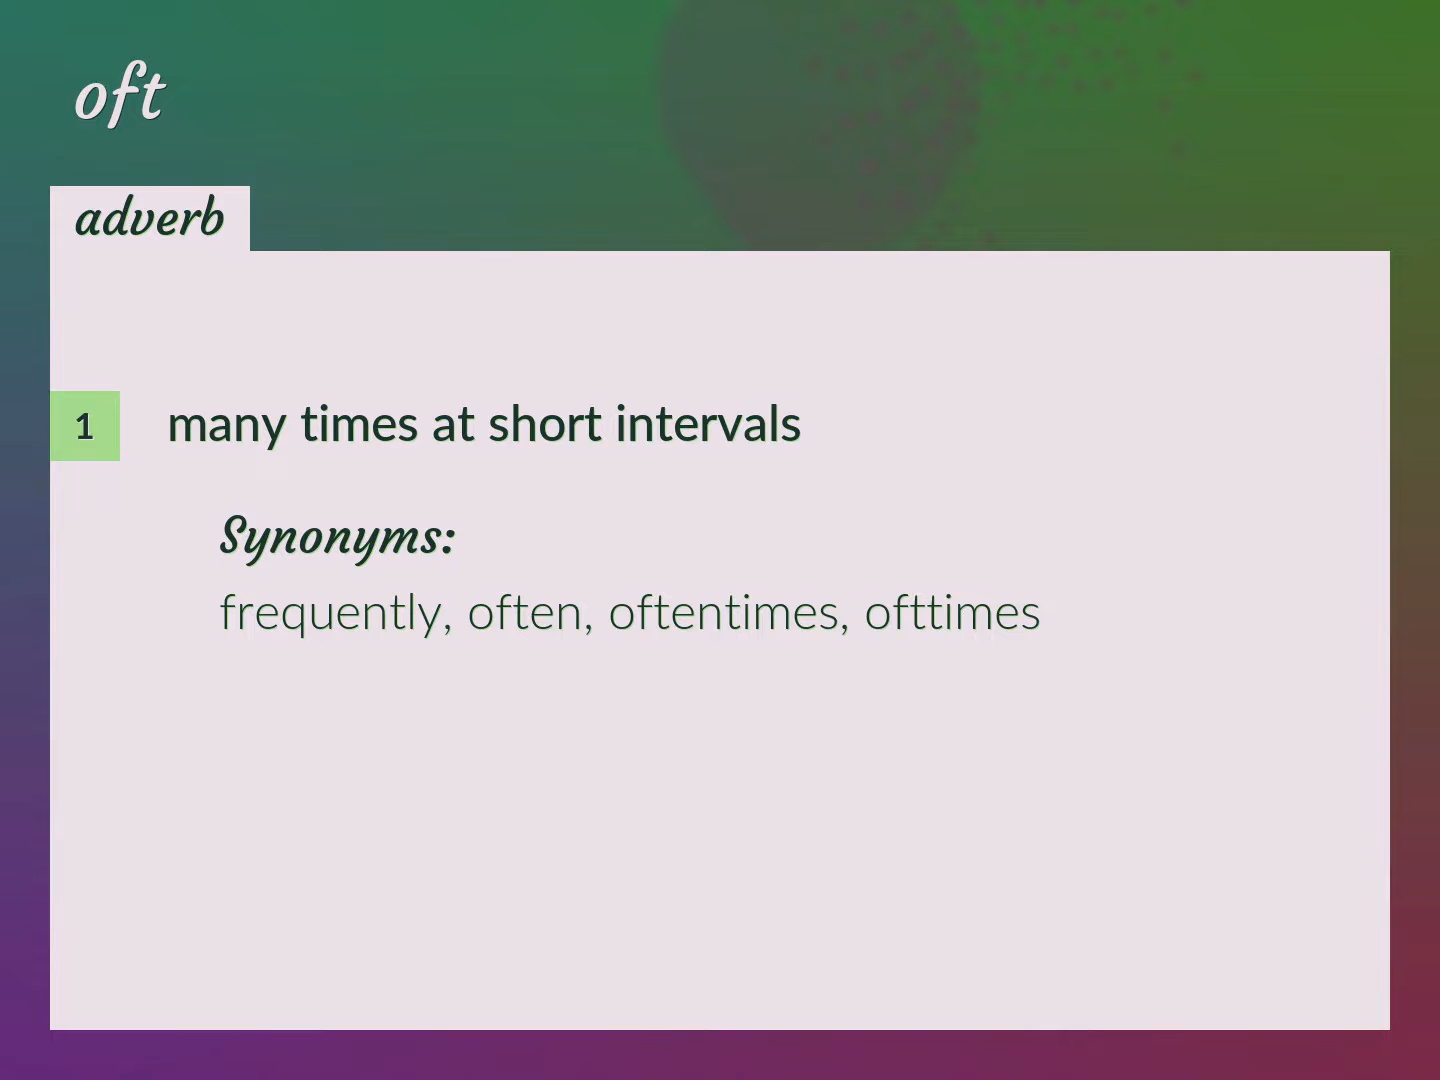 oft
adverb
1 many times at short intervals
Synonyms:
frequently, often, oftentimes, ofttimes